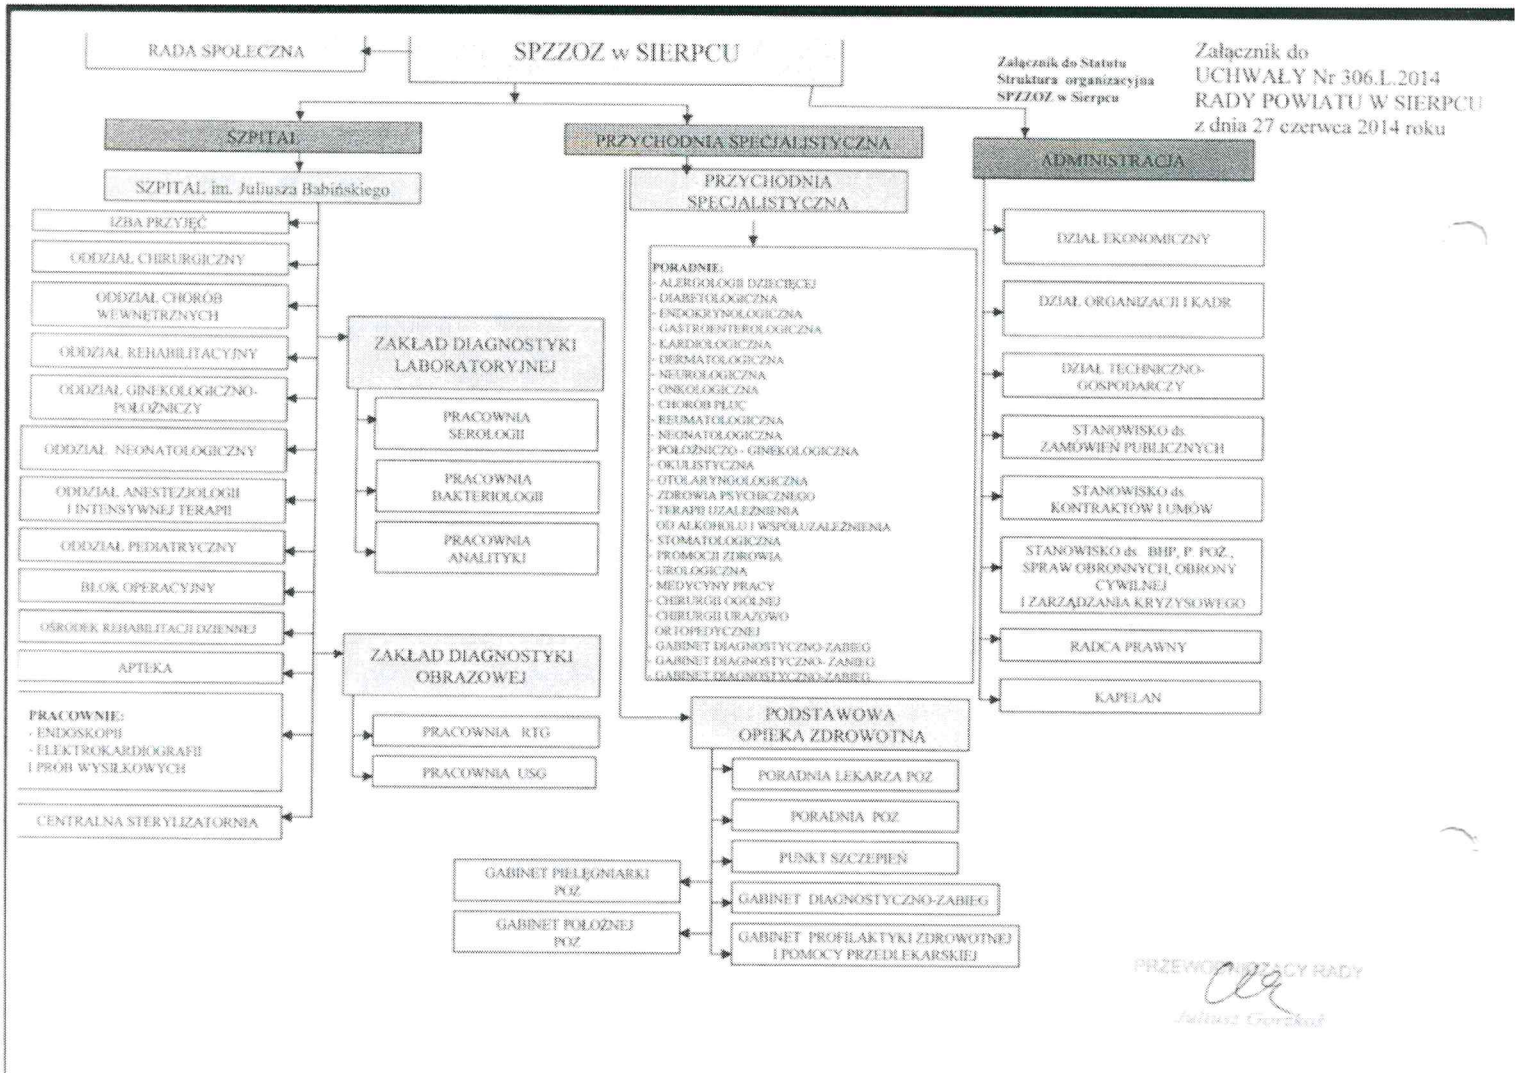 RADA SPOŁECZNA
SPZZOZ w SIERPCU
Załącznik do Statutu
Struktura organizacyjna
SPZZOZ w Sierpcu
Załącznik do
UCHWAŁY Nr 306.L.2014
RADY POWIATU W SIERPCU
z dnia 27 czerwca 2014 roku
SZPITAL
SZPITAL im. Juliusza Babińskiego
IZBA PRZYJĘĆ
ODDZIAŁ CHIRURGICZNY
ODDZIAŁ CHORÓB
WEWNĘTRZNYCH
ODDZIAŁ REHABILITACYJNY
ODDZIAŁ GINEKOLOGICZNO-
POŁOŻNICZY
ODDZIAŁ NEONATOLOGICZNY
ODDZIAŁ ANESTEZJOLOGII
I INTENSYWNEJ TERAPII
ODDZIAŁ PEDIATRYCZNY
BLOK OPERACYJNY
OŚRODEK REHABILITACJI DZIENNEJ
APTEKA
PRACOWNIE:
- ENDOSKOPII
- ELEKTROKARDIOGRAFII
I PRÓB WYSIŁKOWYCH
CENTRALNA STERYLIZATORNIA
ZAKŁAD DIAGNOSTYKI
LABORATORYJNEJ
PRACOWNIA
SEROLOGII
PRACOWNIA
BAKTERIOLOGII
PRACOWNIA
ANALITYKI
ZAKŁAD DIAGNOSTYKI
OBRAZOWEJ
PRACOWNIA RTG
PRACOWNIA USG
PRZYCHODNIA SPECJALISTYCZNA
PRZYCHODNIA
SPECJALISTYCZNA
PORADNIE:
- ALERGOLOGII DZIECIĘCEJ
- DIABETOLOGICZNA
- ENDOKRYNOLOGICZNA
- GASTROENTEROLOGICZNA
- KARDIOLOGICZNA
- DERMATOLOGICZNA
- NEUROLOGICZNA
- ONKOLOGICZNA
- CHORÓB PŁUC
- REUMATOLOGICZNA
- NEONATOLOGICZNA
- POŁOŻNICZO - GINEKOLOGICZNA
- OKULISTYCZNA
- OTOLARYNGOLOGICZNA
- ZDROWIA PSYCHICZNEGO
- TERAPII UZALEŻNIENIA
OD ALKOHOLU I WSPÓŁUZALEŻNIENIA
- STOMATOLOGICZNA
- PROMOCJI ZDROWIA
- UROLOGICZNA
- MEDYCYNY PRACY
- CHIRURGII OGÓLNEJ
- CHIRURGII URAZOWO
ORTOPEDYCZNEJ
- GABINET DIAGNOSTYCZNO-ZABIEG
- GABINET DIAGNOSTYCZNO- ZANIEG
- GABINET DIAGNOSTYCZNO-ZABIEG
PODSTAWOWA
OPIEKA ZDROWOTNA
PORADNIA LEKARZA POZ
PORADNIA POZ
PUNKT SZCZEPIEŃ
GABINET DIAGNOSTYCZNO-ZABIEG
GABINET PROFILAKTYKI ZDROWOTNEJ
I POMOCY PRZEDLEKARSKIEJ
GABINET PIELĘGNIARKI
POZ
GABINET POŁOŻNEJ
POZ
ADMINISTRACJA
DZIAŁ EKONOMICZNY
DZIAŁ ORGANIZACJI I KADR
DZIAŁ TECHNICZNO-
GOSPODARCZY
STANOWISKO ds.
ZAMÓWIEŃ PUBLICZNYCH
STANOWISKO ds.
KONTRAKTÓW I UMÓW
STANOWISKO ds. BHP, P. POŻ.,
SPRAW OBRONNYCH, OBRONY
CYWILNEJ
I ZARZĄDZANIA KRYZYSOWEGO
RADCA PRAWNY
KAPELAN
PRZEWODNICZĄCY RADY
Juliusz